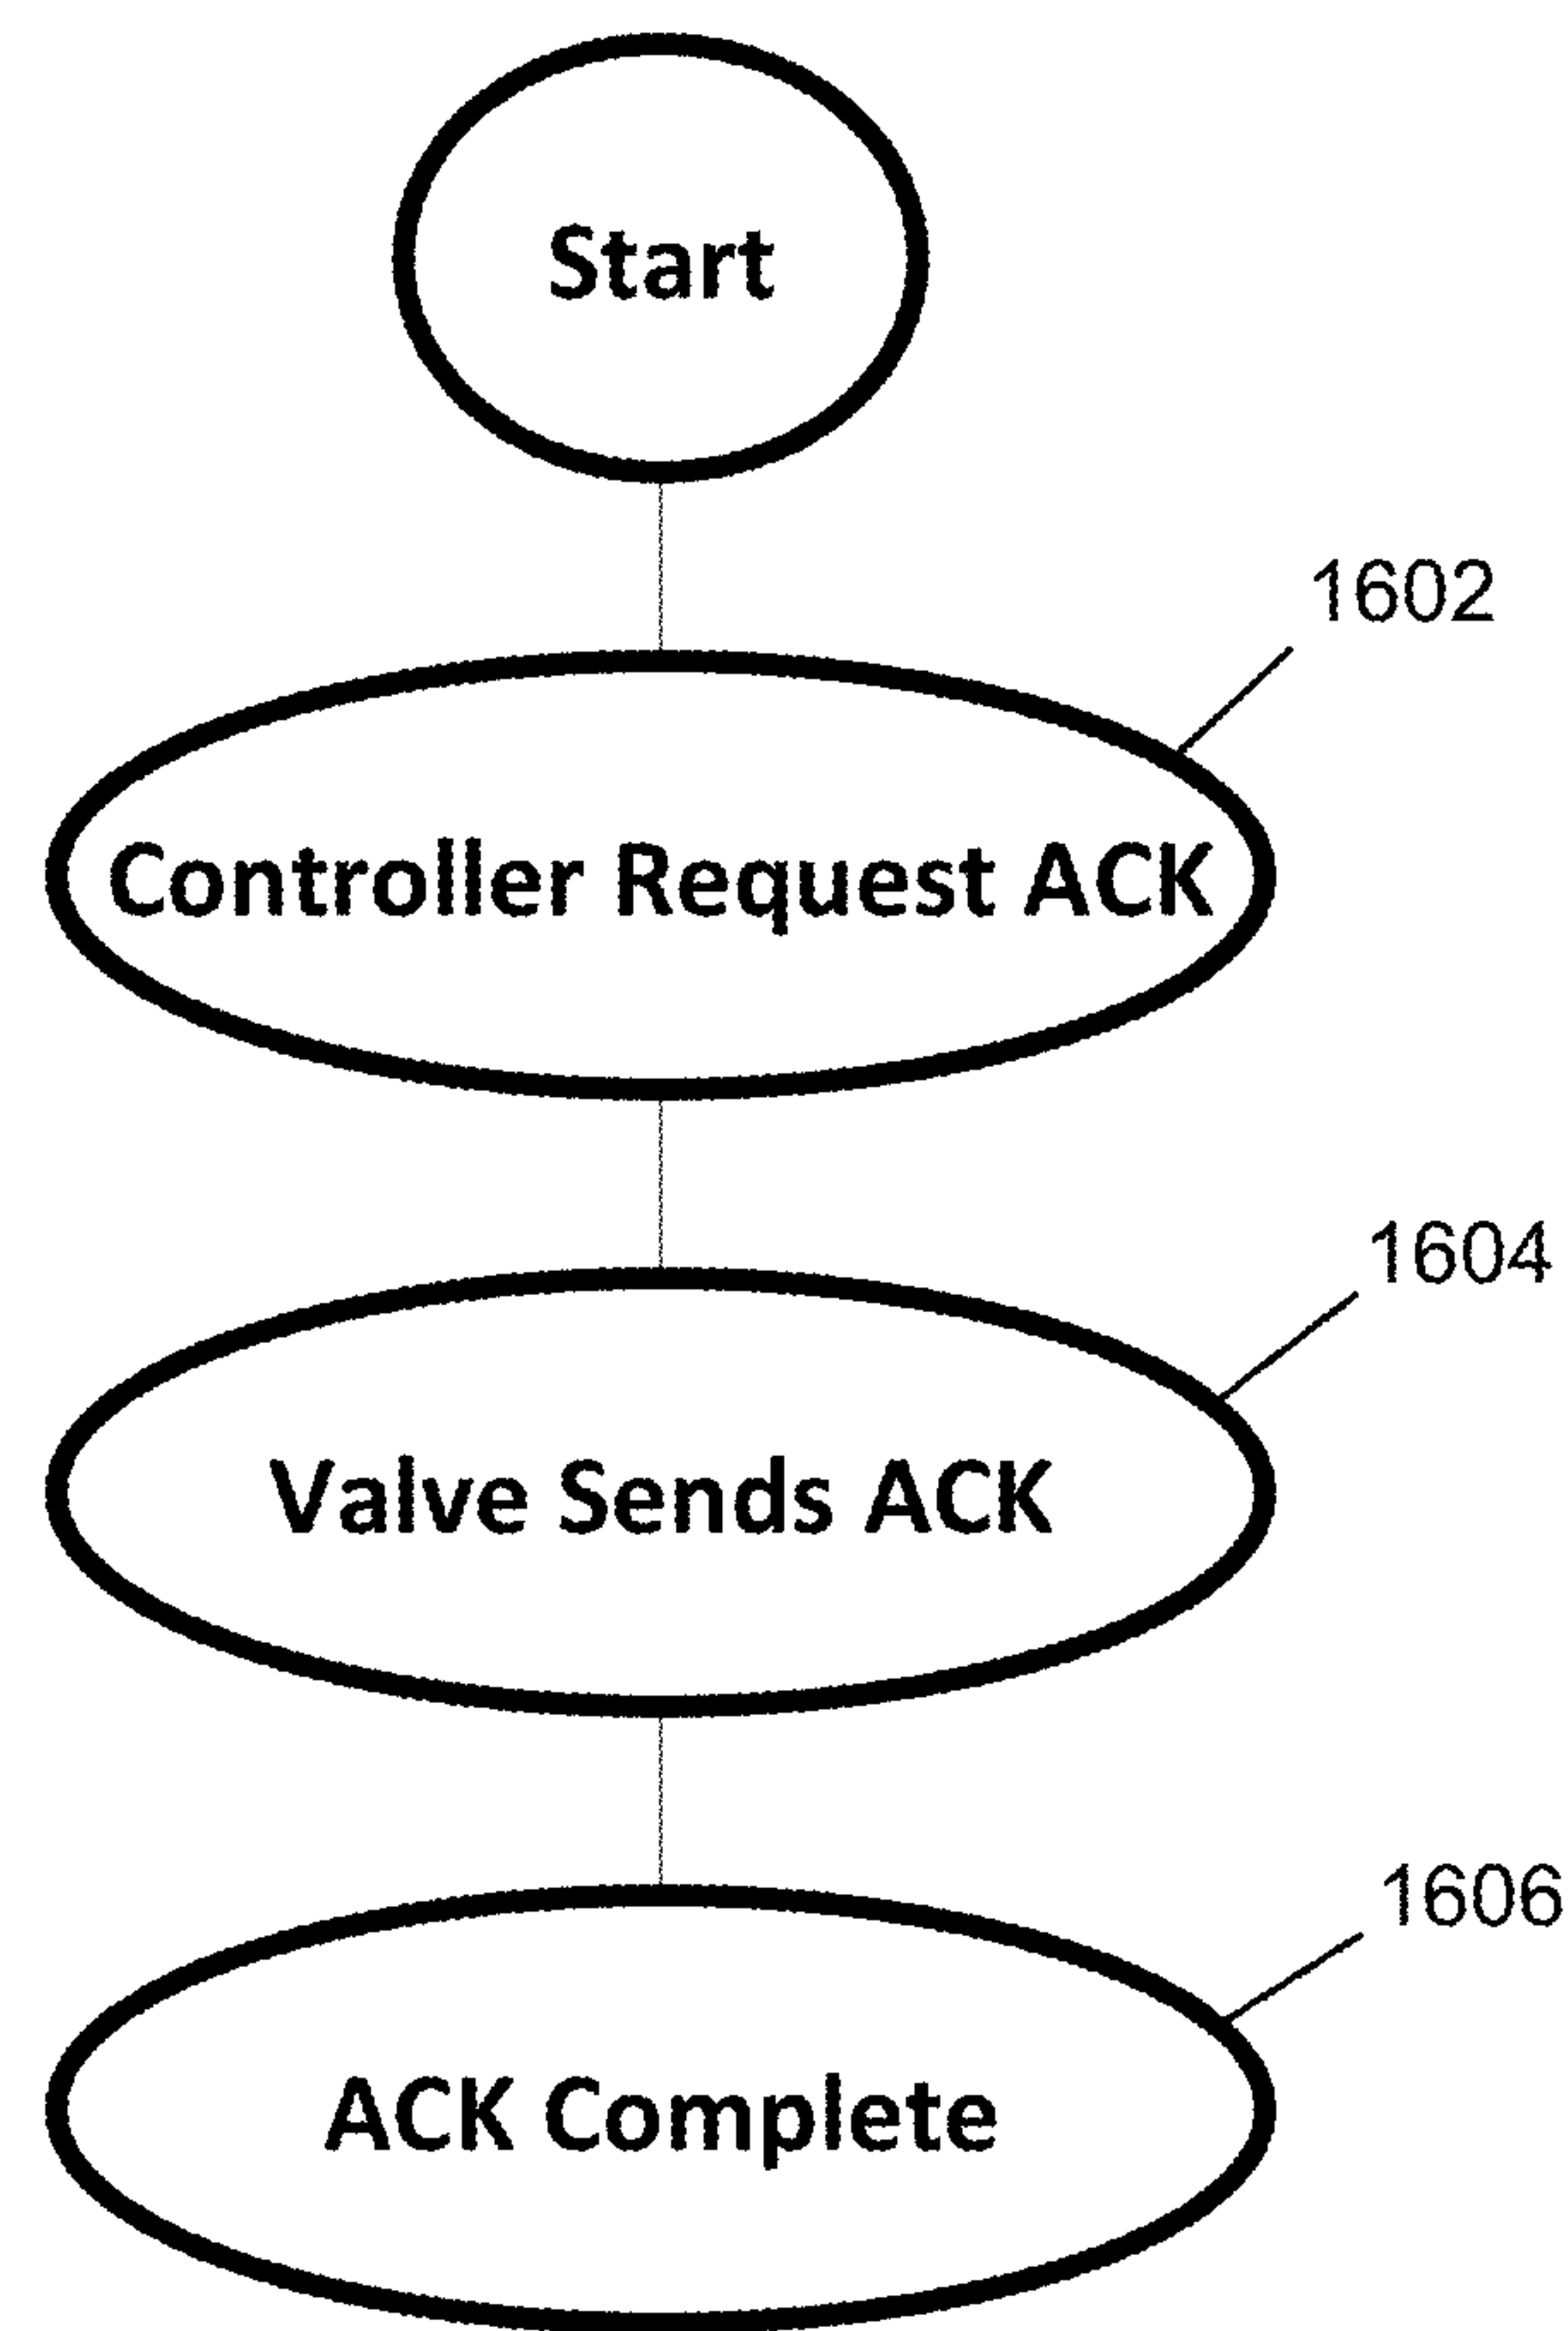 Start
1602
Controller Request ACK
1604
Valve Sends ACK
1606
ACK Complete